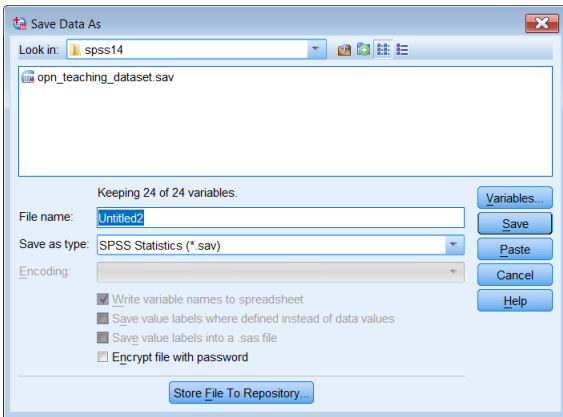 Save Data As
Look in: spss14
opn_teaching_dataset.sav
Keeping 24 of 24 variables.
Variables...
File name: Untitled2
Save
Save as type: SPSS Statistics (*.sav)
Paste
Encoding:
Cancel
Write variable names to spreadsheet
Help
Save value labels where defined instead of data values
Save value labels into a .sas file
Encrypt file with password
Store File To Repository...